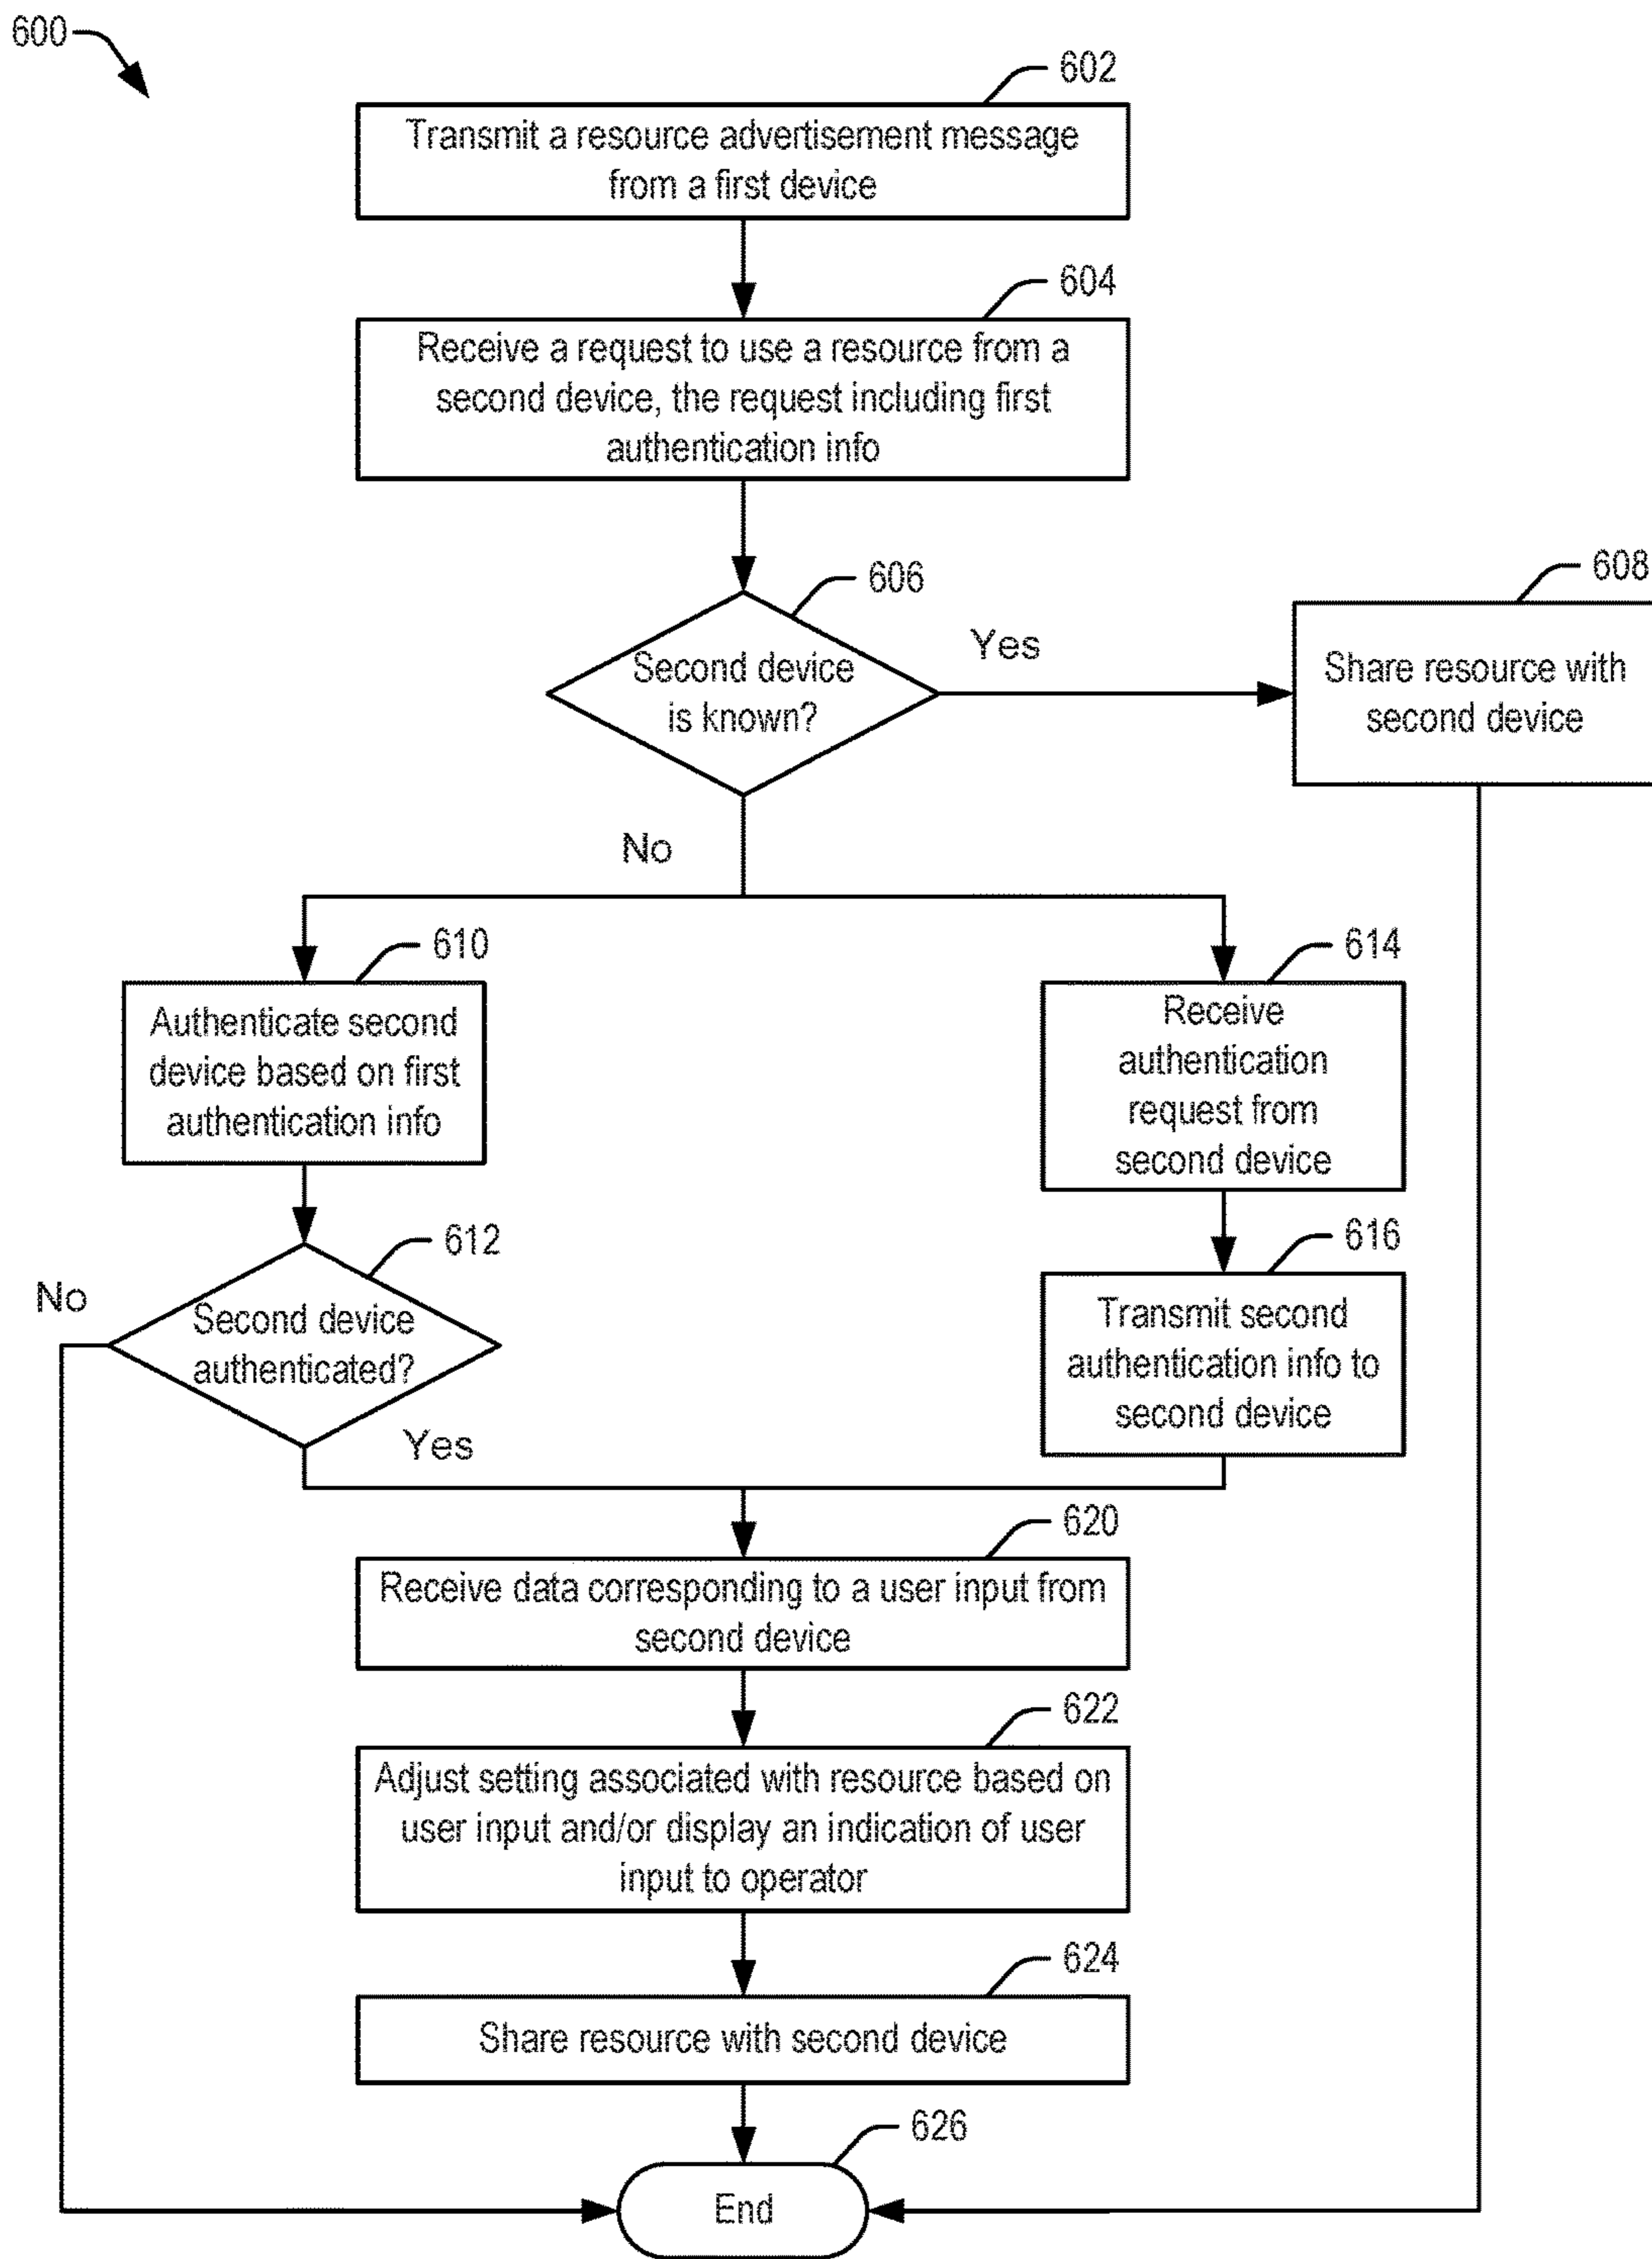 600
602
Transmit a resource advertisement message
from a first device
604
Receive a request to use a resource from a
second device, the request including first
authentication info
606
Second device
is known?
Yes
608
Share resource with
second device
No
610
Authenticate second
device based on first
authentication info
614
Receive
authentication
request from
second device
612
No
Second device
authenticated?
Yes
616
Transmit second
authentication info to
second device
620
Receive data corresponding to a user input from
second device
622
Adjust setting associated with resource based on
user input and/or display an indication of user
input to operator
624
Share resource with second device
626
End